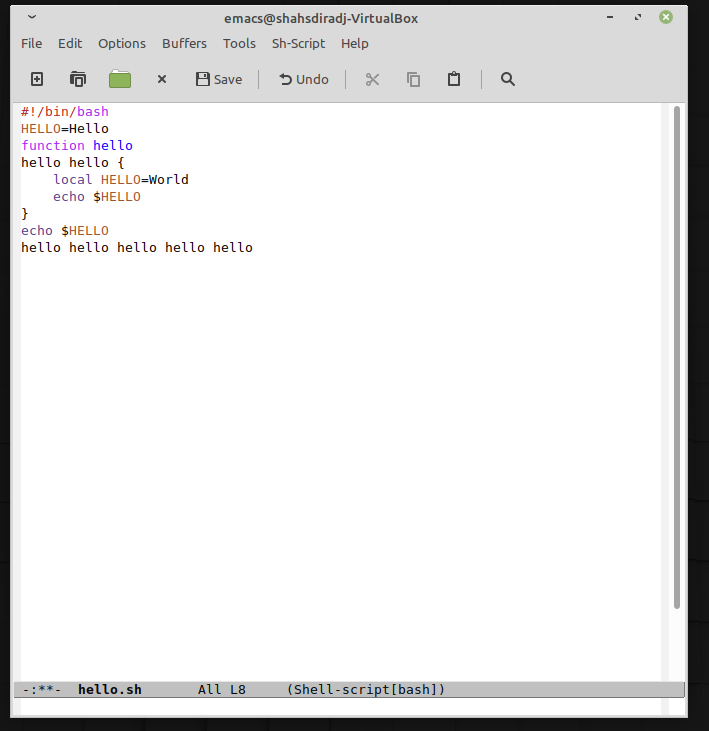 emacs@shahsdiradj-VirtualBox
File Edit Options Buffers Tools Sh-Script Help
Save Undo
#!/bin/bash
HELLO=Hello
function hello
hello hello {
    local HELLO=World
    echo $HELLO
}
echo $HELLO
hello hello hello hello hello
-:**-  hello.sh       All L8     (Shell-script[bash])